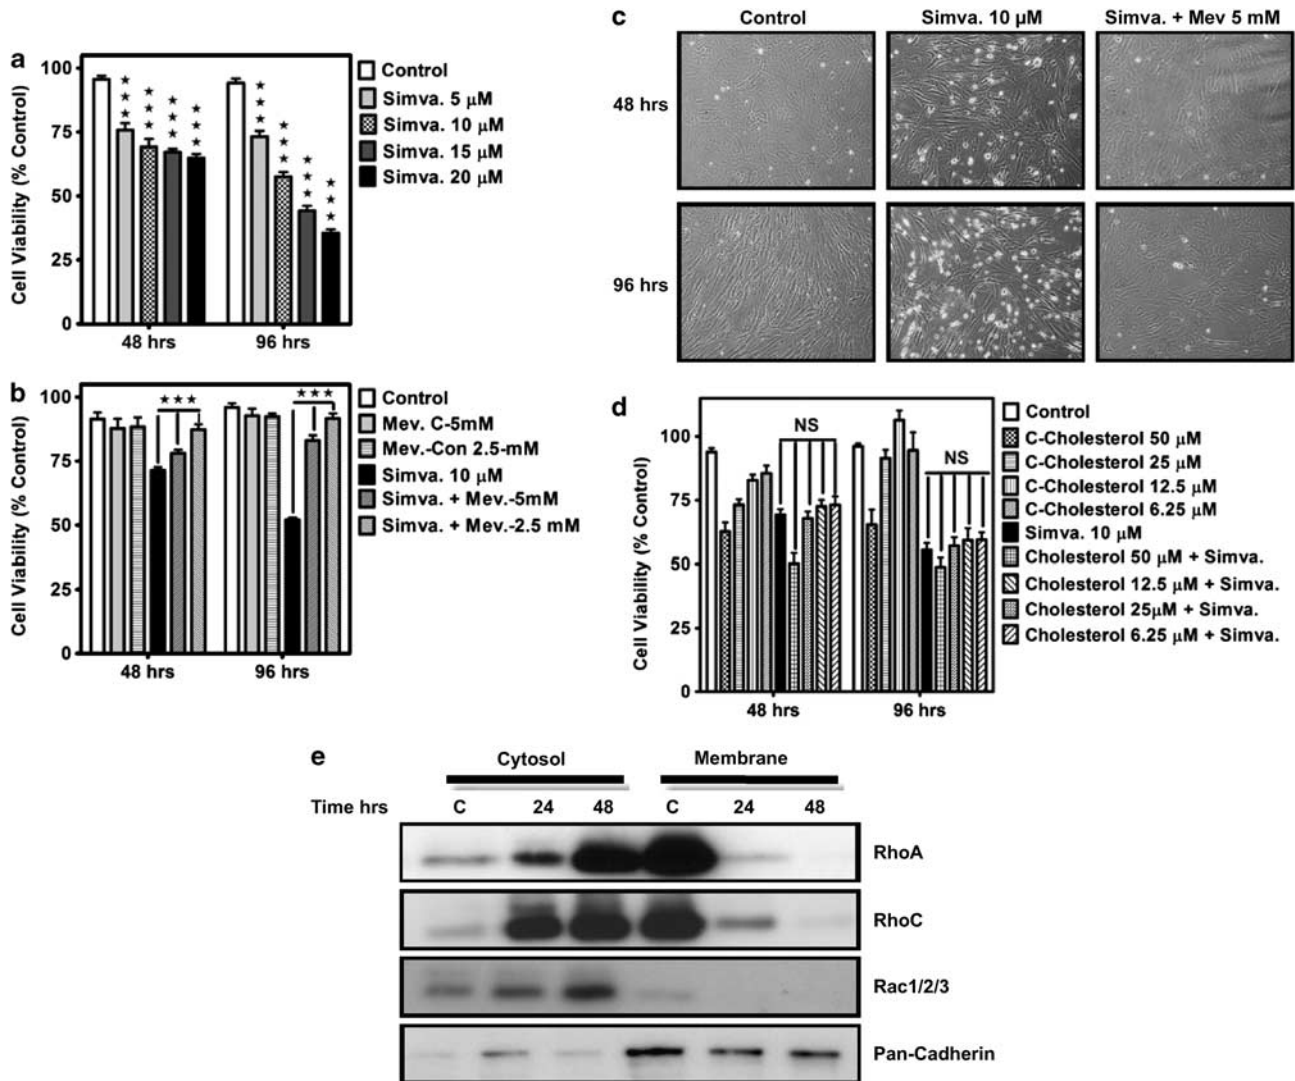 a
Cell Viability (% Control)
100
75
50
25
0
48 hrs
96 hrs
Control
Simva. 5 µM
Simva. 10 µM
Simva. 15 µM
Simva. 20 µM
b
Cell Viability (% Control)
100
75
50
25
0
48 hrs
96 hrs
Control
Mev. C-5mM
Mev.-Con 2.5-mM
Simva. 10 µM
Simva. + Mev.-5mM
Simva. + Mev.-2.5 mM
c
Control
Simva. 10 µM
Simva. + Mev 5 mM
48 hrs
96 hrs
d
Cell Viability (% Control)
100
75
50
25
0
NS
NS
48 hrs
96 hrs
Control
C-Cholesterol 50 µM
C-Cholesterol 25 µM
C-Cholesterol 12.5 µM
C-Cholesterol 6.25 µM
Simva. 10 µM
Cholesterol 50 µM + Simva.
Cholesterol 12.5 µM + Simva.
Cholesterol 25µM + Simva.
Cholesterol 6.25 µM + Simva.
e
Cytosol
Membrane
Time hrs C 24 48 C 24 48
RhoA
RhoC
Rac1/2/3
Pan-Cadherin